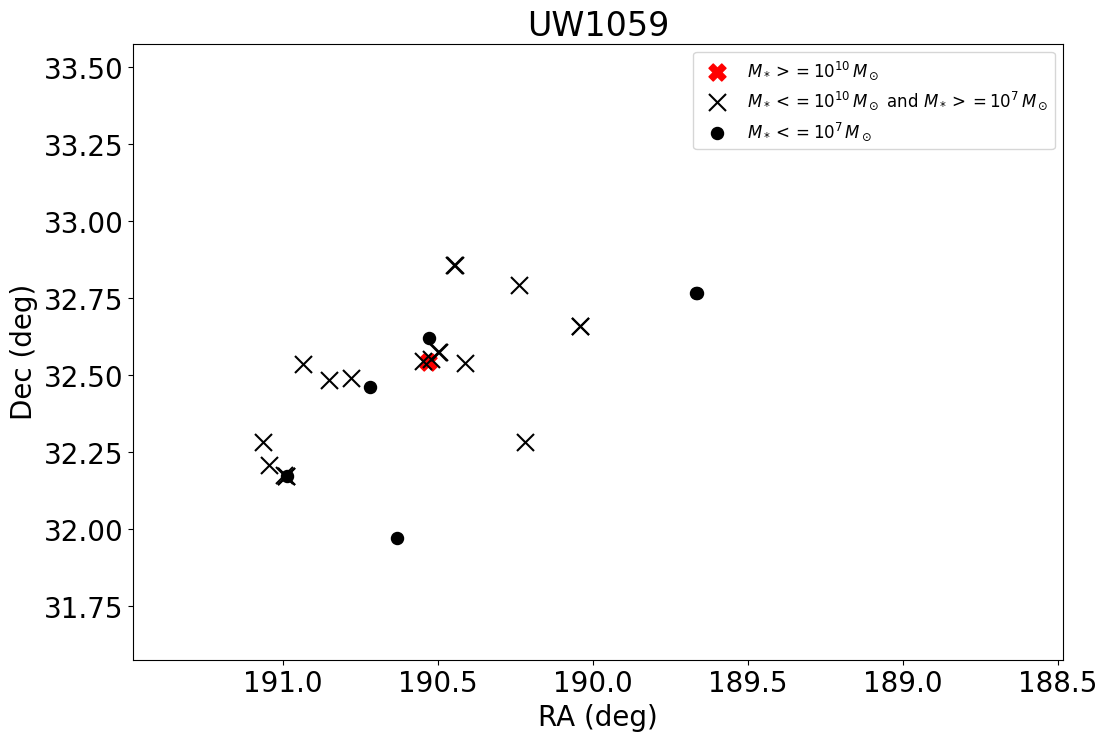 UW1059
M* >= 10^10 M⊙
M* <= 10^10 M⊙ and M* >= 10^7 M⊙
M* <= 10^7 M⊙
33.50
33.25
33.00
32.75
32.50
32.25
32.00
31.75
Dec (deg)
191.0 190.5 190.0 189.5 189.0 188.5
RA (deg)